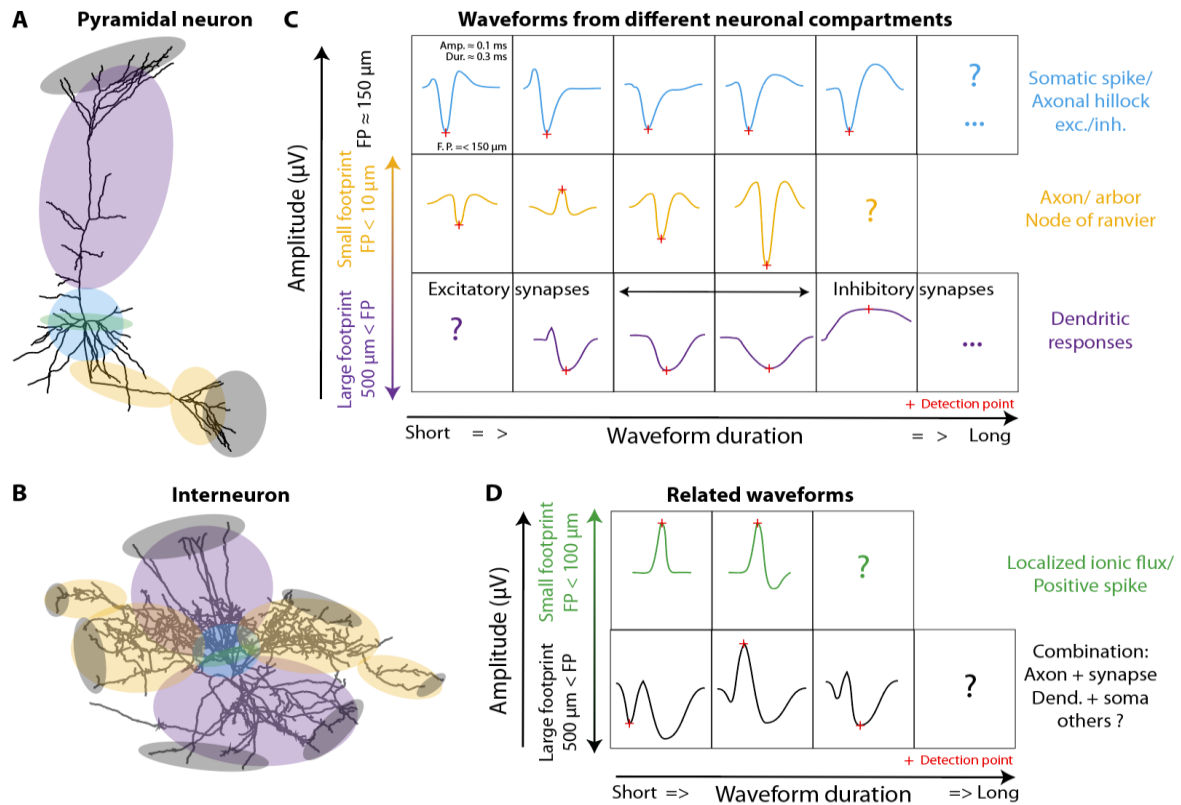 A
Pyramidal neuron
C
Waveforms from different neuronal compartments
Amplitude (µV)
FP ≈ 150 µm
Small footprint
FP < 10 µm
Large footprint
500 µm < FP
Amp. ≈ 0.1 ms
Dur. ≈ 0.3 ms
F.P. =< 150 µm
?
...
Somatic spike/
Axonal hillock
exc./inh.
?
Axon/ arbor
Node of ranvier
Excitatory synapses
Inhibitory synapses
?
...
Dendritic
responses
+ Detection point
Short = >
Waveform duration
= > Long
B
Interneuron
D
Related waveforms
Amplitude (µV)
Small footprint
FP < 100 µm
Large footprint
500 µm < FP
?
Localized ionic flux/
Positive spike
?
Combination:
Axon + synapse
Dend. + soma
others ?
+ Detection point
Short =>
Waveform duration
=> Long